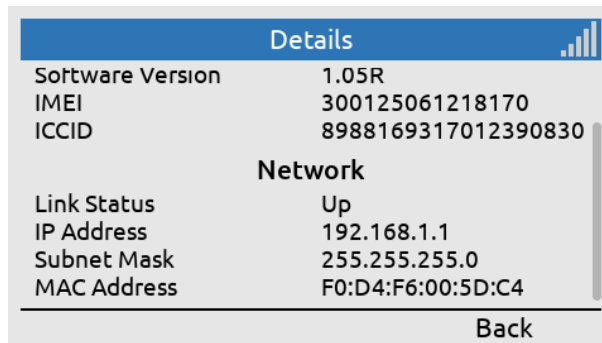 Details
Software Version 1.05R
IMEI 300125061218170
ICCID 8988169317012390830
Network
Link Status Up
IP Address 192.168.1.1
Subnet Mask 255.255.255.0
MAC Address F0:D4:F6:00:5D:C4
Back